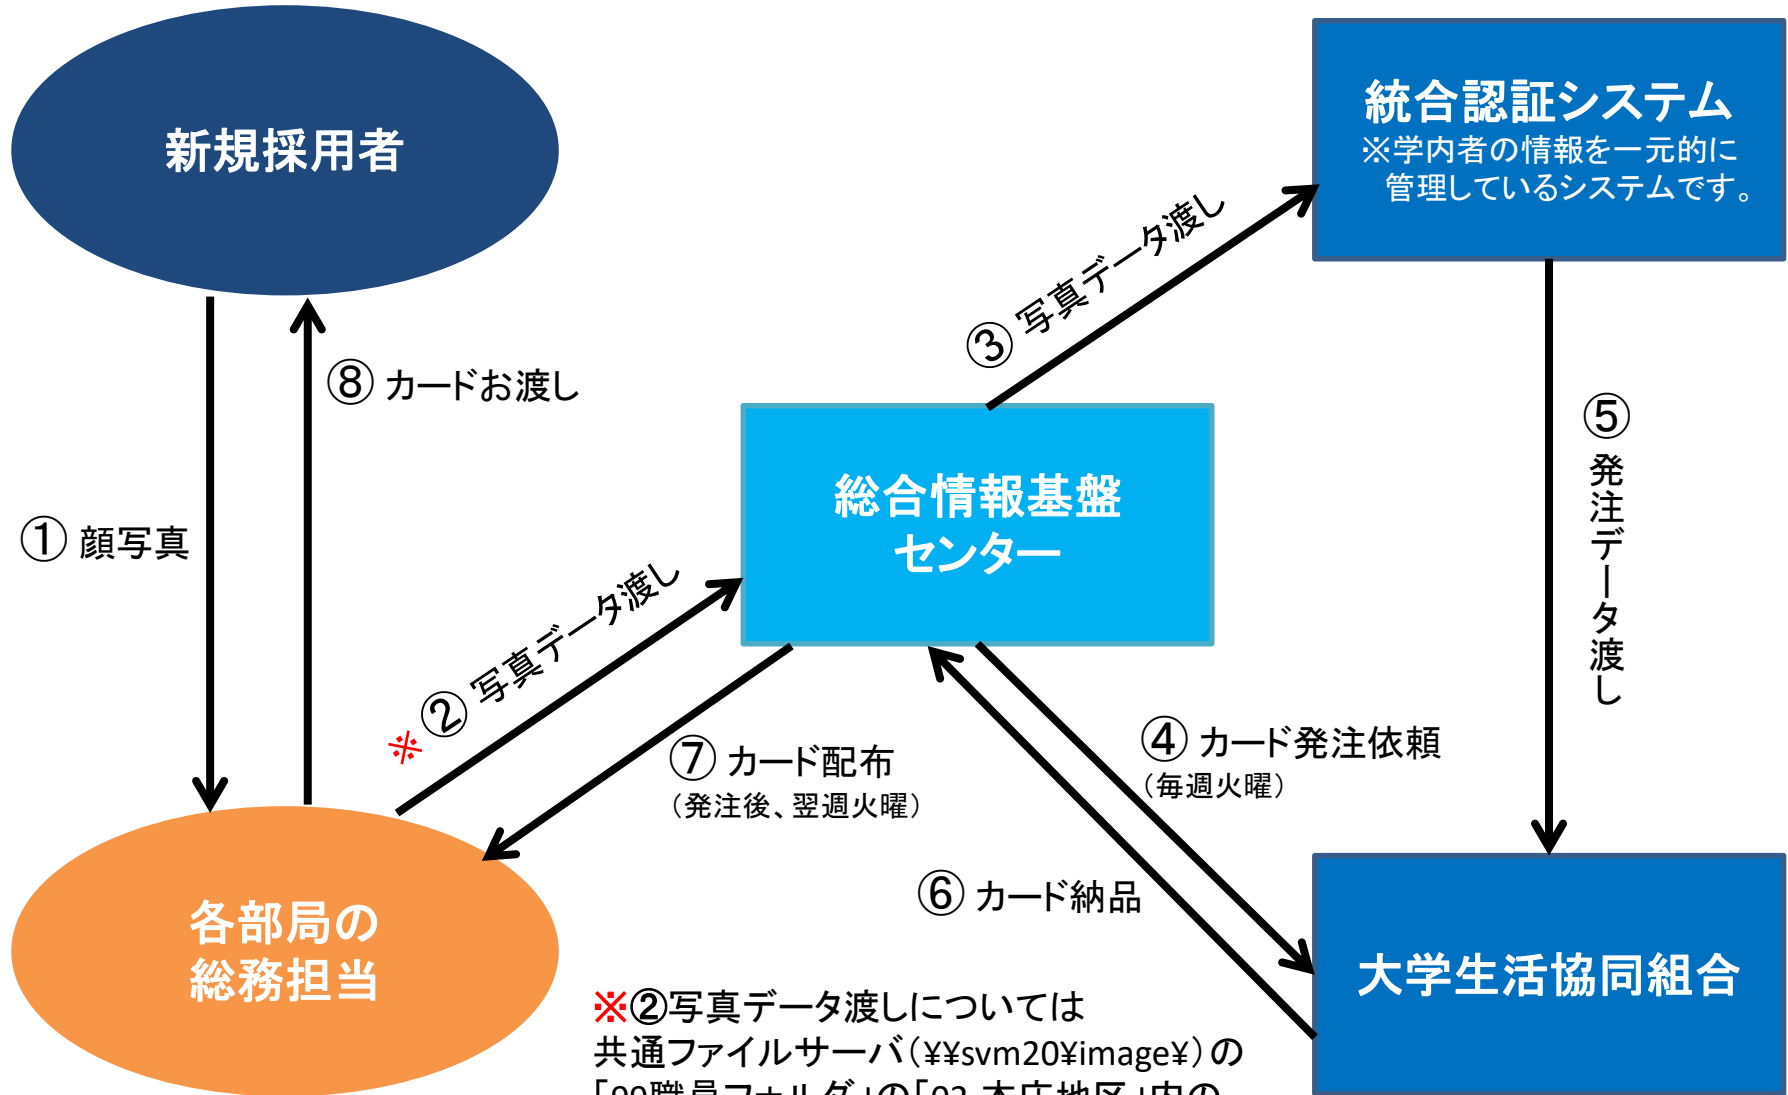 新規採用者
統合認証システム
※学内者の情報を一元的に
管理しているシステムです。
③ 写真データ渡し
⑧ カードお渡し
⑤ 発注データ渡し
総合情報基盤
センター
① 顔写真
※② 写真データ渡し
⑦ カード配布
(発注後、翌週火曜)
④ カード発注依頼
(毎週火曜)
⑥ カード納品
各部局の
総務担当
大学生活協同組合
※②写真データ渡しについては
共通ファイルサーバ(¥¥svm20¥image¥)の